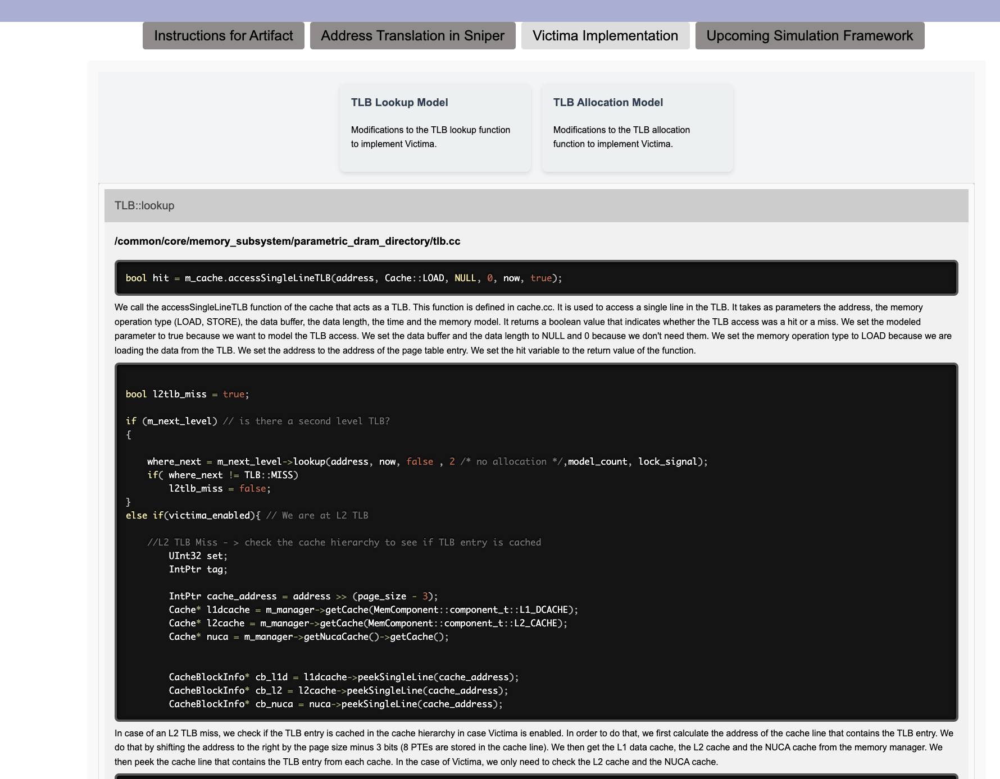 Instructions for Artifact
Address Translation in Sniper
Victima Implementation
Upcoming Simulation Framework
TLB Lookup Model
Modifications to the TLB lookup function
to implement Victima.
TLB Allocation Model
Modifications to the TLB allocation
function to implement Victima.
TLB::lookup
/common/core/memory_subsystem/parametric_dram_directory/tlb.cc
bool hit = m_cache.accessSingleLineTLB(address, Cache::LOAD, NULL, 0, now, true);
We call the accessSingleLineTLB function of the cache that acts as a TLB. This function is defined in cache.cc. It is used to access a single line in the TLB. It takes as parameters the address, the memory
operation type (LOAD, STORE), the data buffer, the data length, the time and the memory model. It returns a boolean value that indicates whether the TLB access was a hit or a miss. We set the modeled
parameter to true because we want to model the TLB access. We set the data buffer and the data length to NULL and 0 because we don't need them. We set the memory operation type to LOAD because we are
loading the data from the TLB. We set the address to the address of the page table entry. We set the hit variable to the return value of the function.
bool l2tlb_miss = true;
if (m_next_level) // is there a second level TLB?
{
where_next = m_next_level->lookup(address, now, false , 2 /* no allocation */,model_count, lock_signal);
if( where_next != TLB::MISS)
l2tlb_miss = false;
}
else if(victima_enabled){ // We are at L2 TLB
//L2 TLB Miss - > check the cache hierarchy to see if TLB entry is cached
UInt32 set;
IntPtr tag;
IntPtr cache_address = address >> (page_size - 3);
Cache* l1dcache = m_manager->getCache(MemComponent::component_t::L1_DCACHE);
Cache* l2cache = m_manager->getCache(MemComponent::component_t::L2_CACHE);
Cache* nuca = m_manager->getNucaCache()->getCache();
CacheBlockInfo* cb_l1d = l1dcache->peekSingleLine(cache_address);
CacheBlockInfo* cb_l2 = l2cache->peekSingleLine(cache_address);
CacheBlockInfo* cb_nuca = nuca->peekSingleLine(cache_address);
In case of an L2 TLB miss, we check if the TLB entry is cached in the cache hierarchy in case Victima is enabled. In order to do that, we first calculate the address of the cache line that contains the TLB entry. We
do that by shifting the address to the right by the page size minus 3 bits (8 PTEs are stored in the cache line). We then get the L1 data cache, the L2 cache and the NUCA cache from the memory manager. We
then peek the cache line that contains the TLB entry from each cache. In the case of Victima, we only need to check the L2 cache and the NUCA cache.